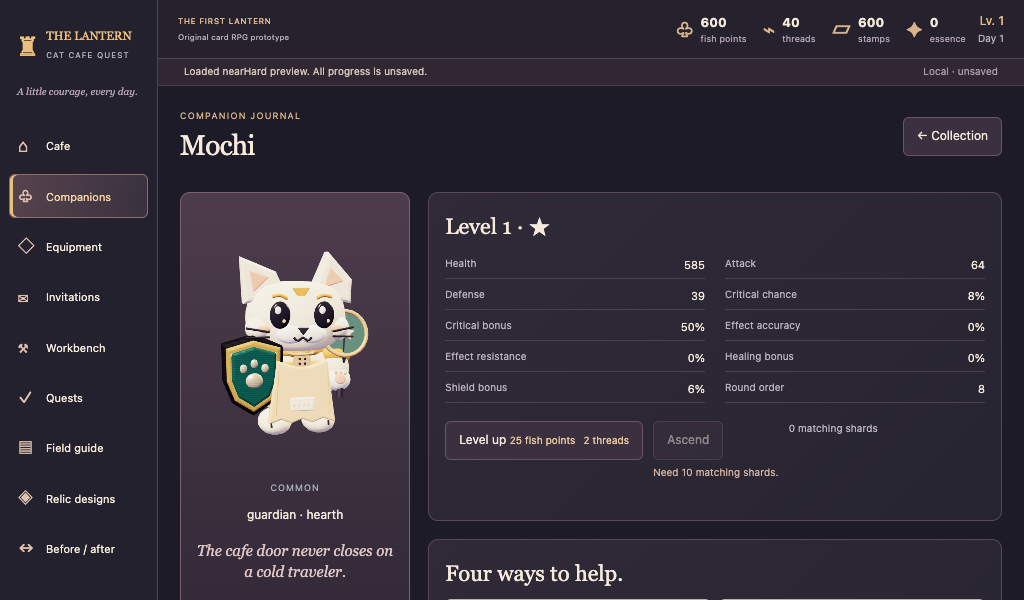 THE LANTERN
CAT CAFE QUEST
A little courage, every day.
Cafe
Companions
Equipment
Invitations
Workbench
Quests
Field guide
Relic designs
Before / after
THE FIRST LANTERN
Original card RPG prototype
600
fish points
40
threads
600
stamps
0
essence
Lv. 1
Day 1
Loaded nearHard preview. All progress is unsaved.
Local · unsaved
COMPANION JOURNAL
Mochi
← Collection
COMMON
guardian · hearth
The cafe door never closes on
a cold traveler.
Level 1 · ★
Health 585
Attack 64
Defense 39
Critical chance 8%
Critical bonus 50%
Effect accuracy 0%
Effect resistance 0%
Healing bonus 0%
Shield bonus 6%
Round order 8
Level up 25 fish points 2 threads
Ascend
0 matching shards
Need 10 matching shards.
Four ways to help.